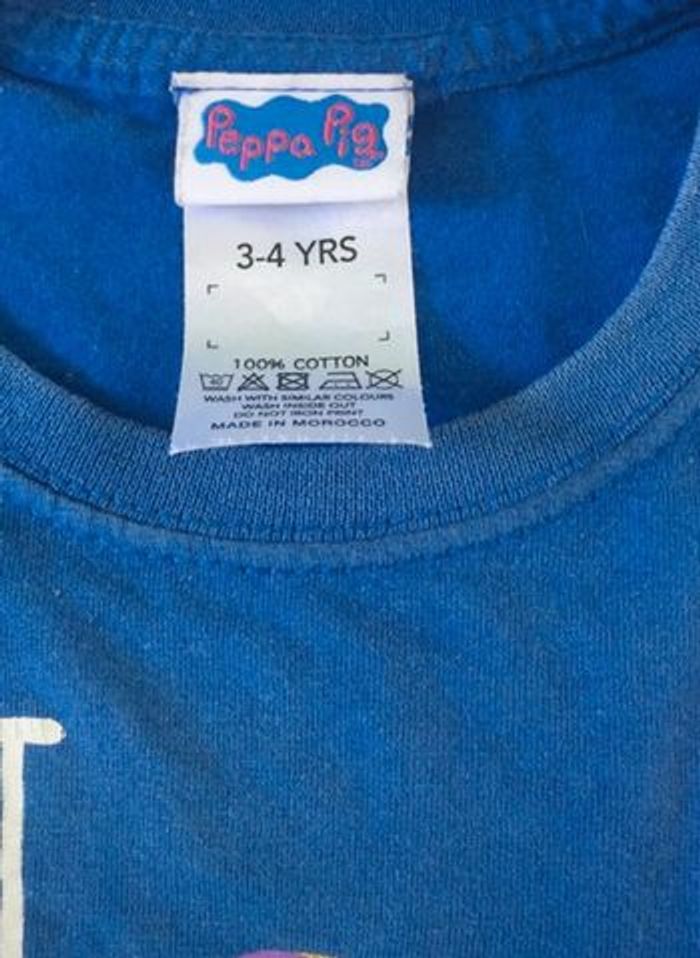 Peppa Pig
3-4 YRS
100% COTTON
40
WASH WITH SIMILAR COLOURS
WASH INSIDE OUT
DO NOT IRON PRINT
MADE IN MOROCCO